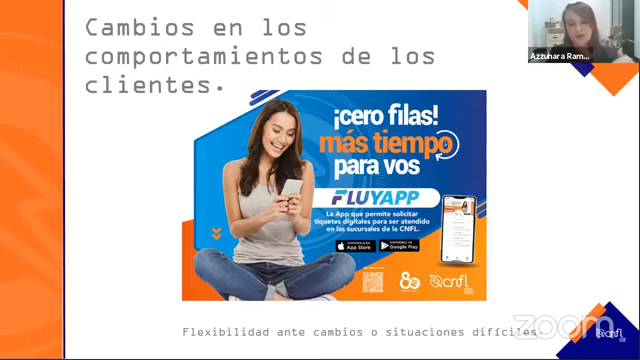 Cambios en los
comportamientos de los
clientes.
Azzuhara Ram...
¡cero filas!
más tiempo
para vos
FLUYAPP
La App que permite solicitar
tiquetes digitales para ser atendido
en las sucursales de la CNFL.
App Store
Google Play
80
cnfl
Flexibilidad ante cambios o situaciones difíciles.
zoom
cnfl